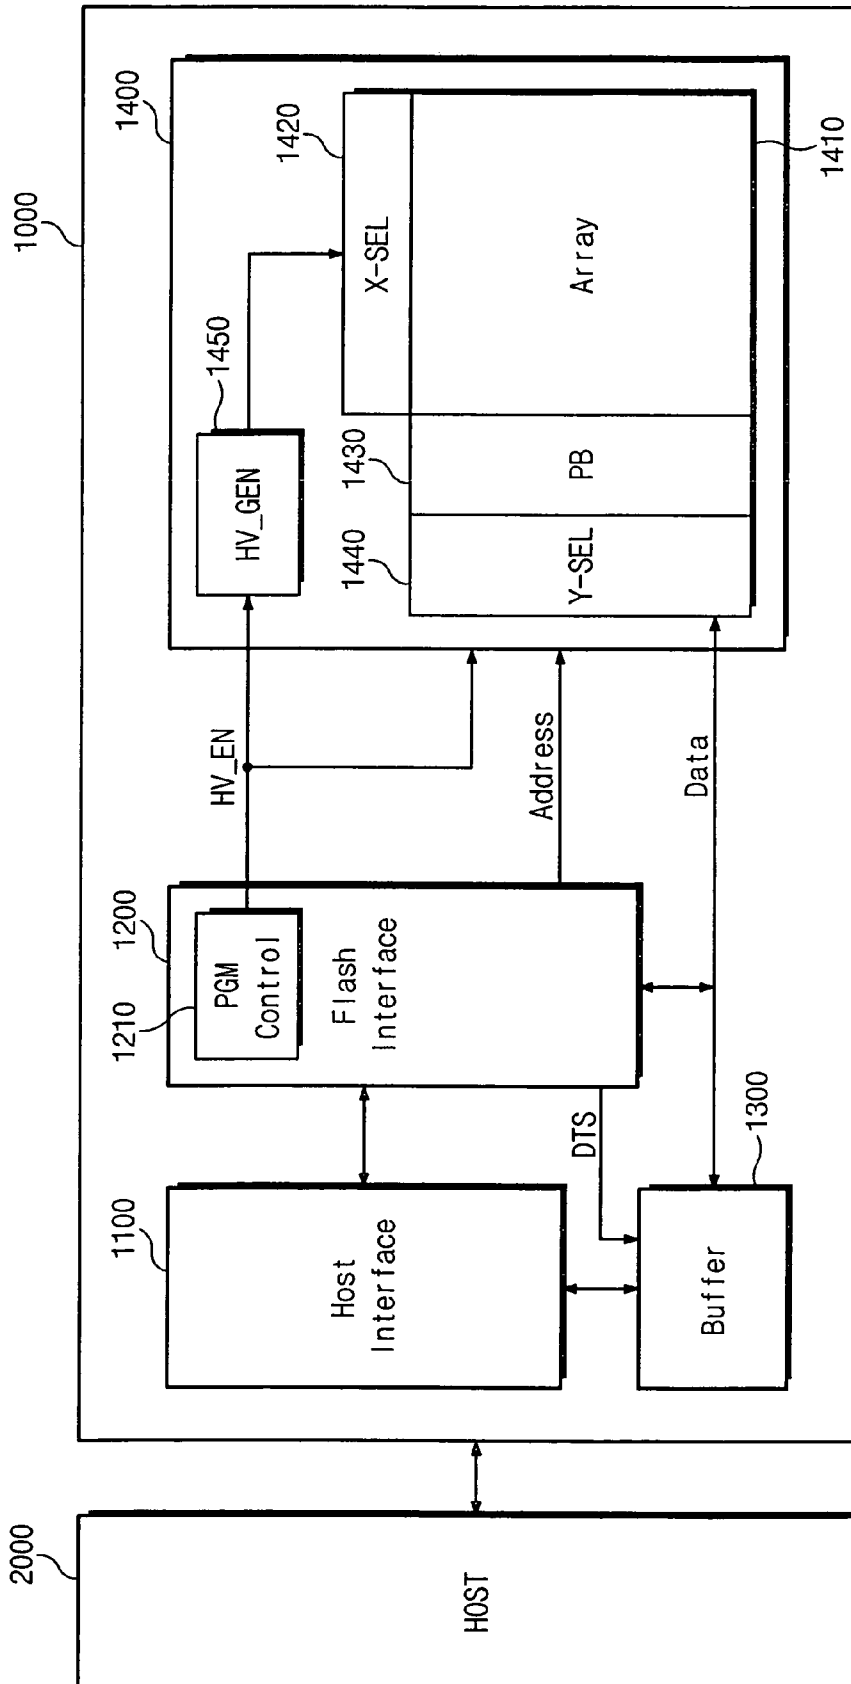 2000
HOST
1000
1100
Host
Interface
1200
1210
PGM
Control
Flash
Interface
DTS
1300
Buffer
HV_EN
Address
Data
1400
1450
HV_GEN
1420
X-SEL
1440
Y-SEL
1430
PB
Array
1410